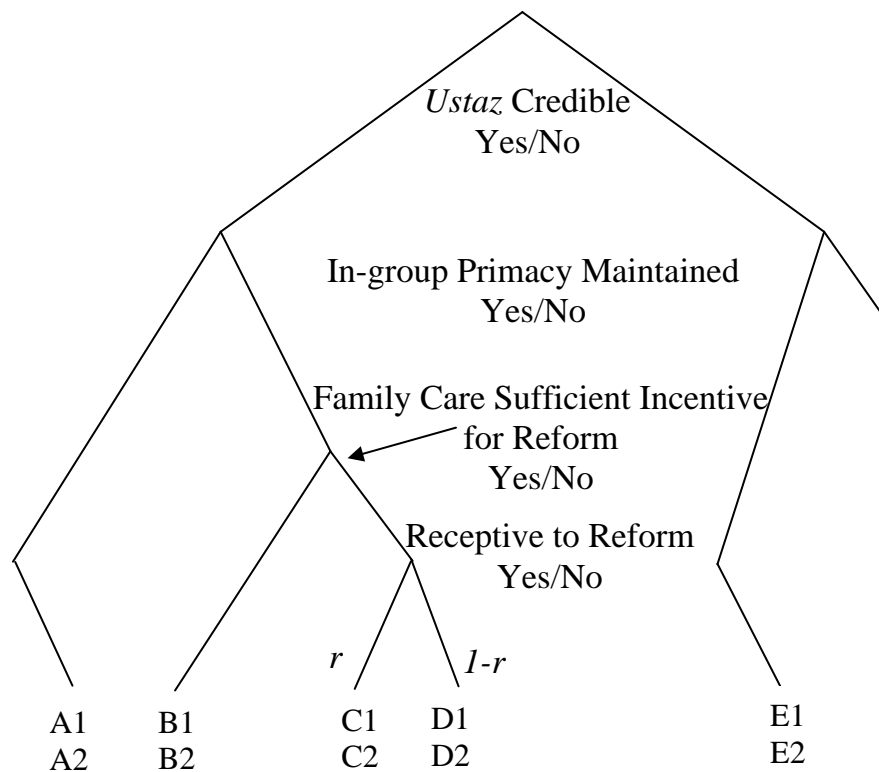 Ustaz Credible
Yes/No
In-group Primacy Maintained
Yes/No
Family Care Sufficient Incentive
for Reform
Yes/No
Receptive to Reform
Yes/No
r 1-r
A1 B1 C1 D1 E1
A2 B2 C2 D2 E2